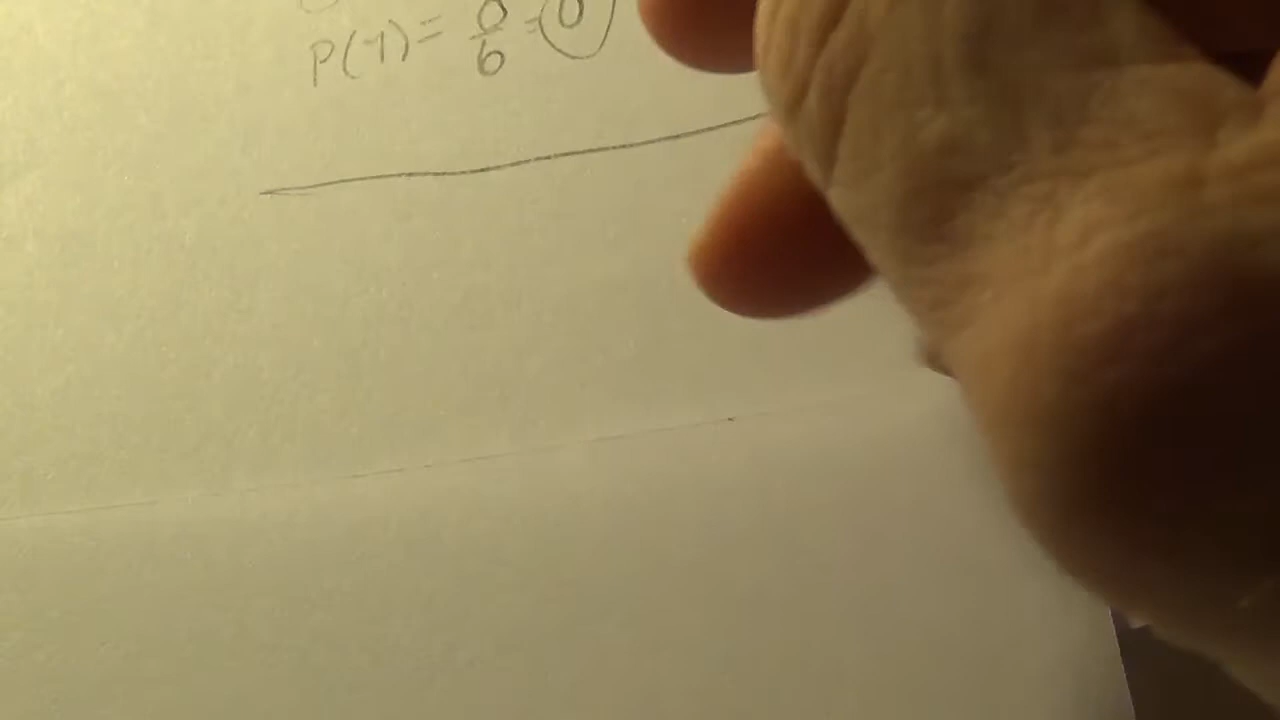 P(7) = 0/6 = 0